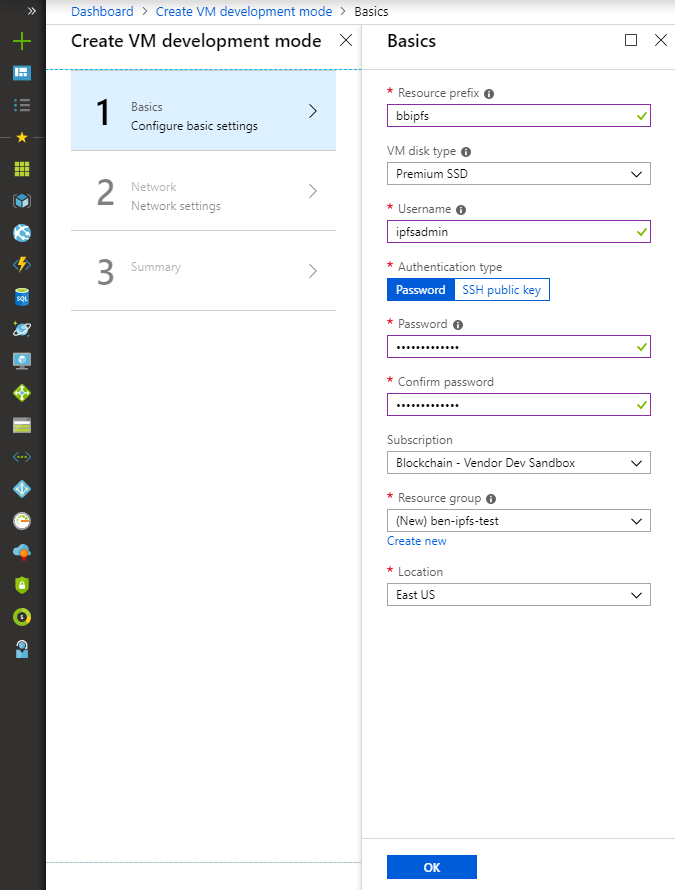 Dashboard > Create VM development mode > Basics
Create VM development mode
1
Basics
Configure basic settings
2
Network
Network settings
3
Summary
Basics
* Resource prefix
bbipfs
VM disk type
Premium SSD
* Username
ipfsadmin
* Authentication type
Password SSH public key
* Password
•••••••••••••
* Confirm password
•••••••••••••
Subscription
Blockchain - Vendor Dev Sandbox
* Resource group
(New) ben-ipfs-test
Create new
* Location
East US
OK
SQL